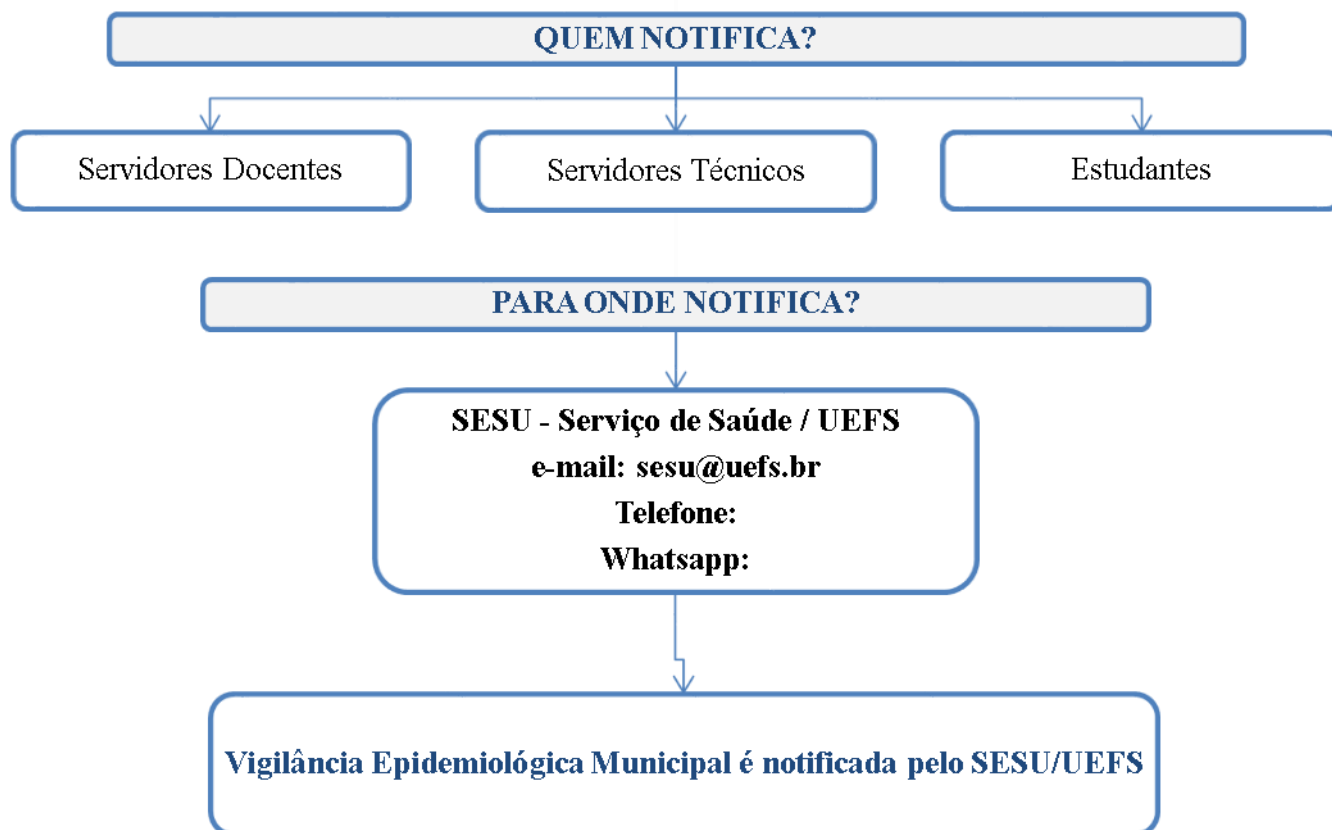 QUEM NOTIFICA?
Servidores Docentes
Servidores Técnicos
Estudantes
PARA ONDE NOTIFICA?
SESU - Serviço de Saúde / UEFS
e-mail: sesu@uefs.br
Telefone:
Whatsapp:
Vigilância Epidemiológica Municipal é notificada pelo SESU/UEFS